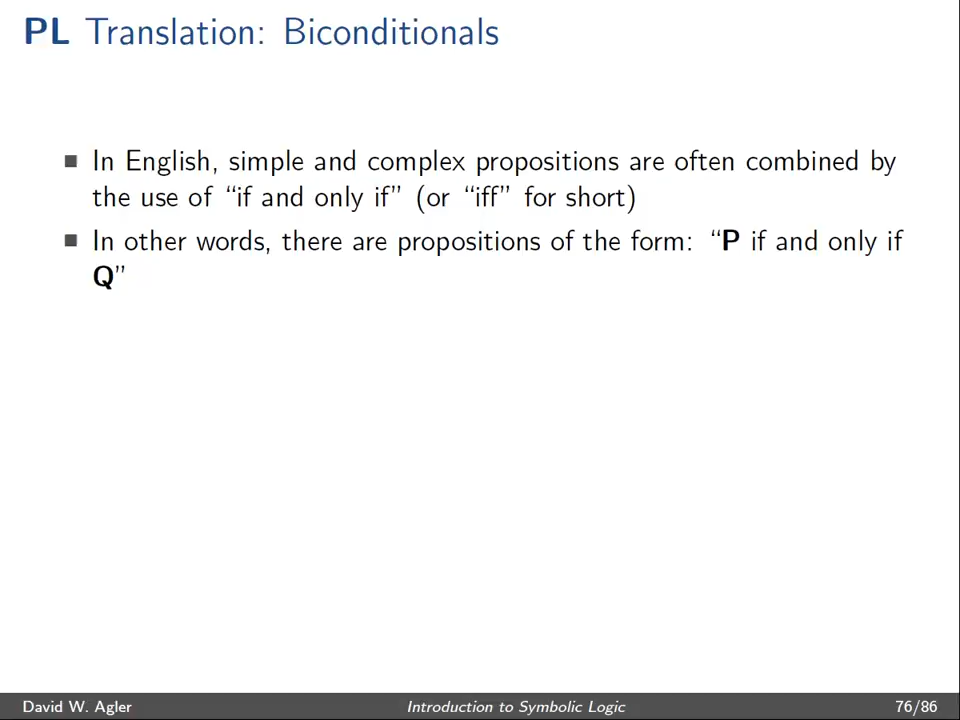 PL Translation: Biconditionals
In English, simple and complex propositions are often combined by
the use of “if and only if” (or “iff” for short)
In other words, there are propositions of the form: “P if and only if
Q”
David W. Agler Introduction to Symbolic Logic 76/86